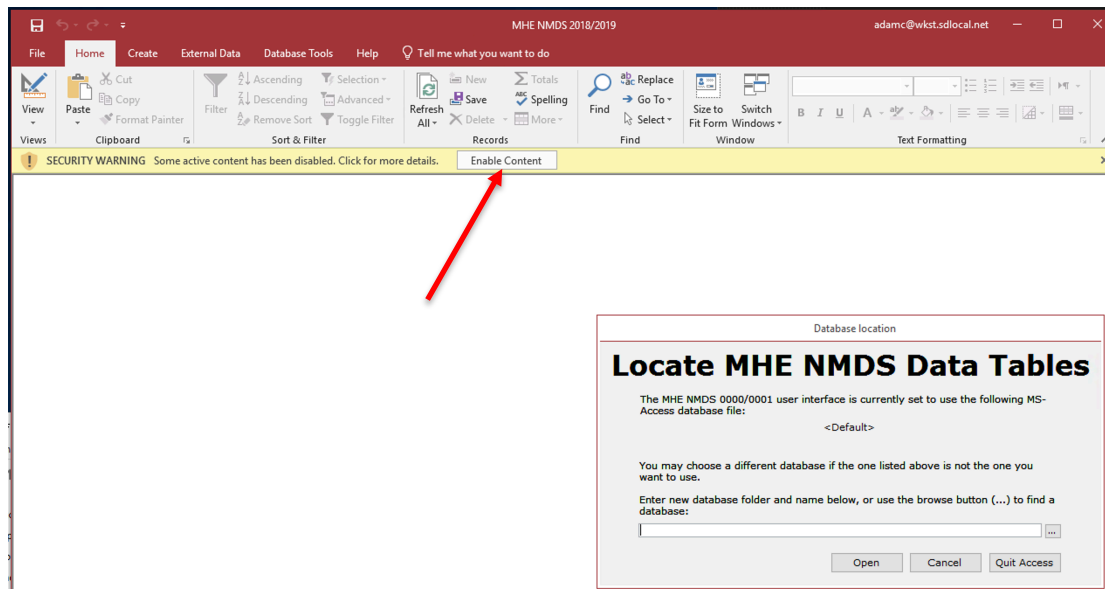 MHE NMDS 2018/2019
adamc@wkst.sdlocal.net
File Home Create External Data Database Tools Help Tell me what you want to do
View
Views
Paste
Cut
Copy
Format Painter
Clipboard
Filter
Ascending
Descending
Remove Sort
Selection
Advanced
Toggle Filter
Sort & Filter
Refresh
All
New
Save
Delete
Totals
Spelling
More
Records
Find
Replace
Go To
Select
Find
Size to
Fit Form
Switch
Windows
Window
B I U A
Text Formatting
SECURITY WARNING Some active content has been disabled. Click for more details. Enable Content
Database location
Locate MHE NMDS Data Tables
The MHE NMDS 0000/0001 user interface is currently set to use the following MS-
Access database file:
<Default>
You may choose a different database if the one listed above is not the one you
want to use.
Enter new database folder and name below, or use the browse button (...) to find a
database:
...
Open Cancel Quit Access